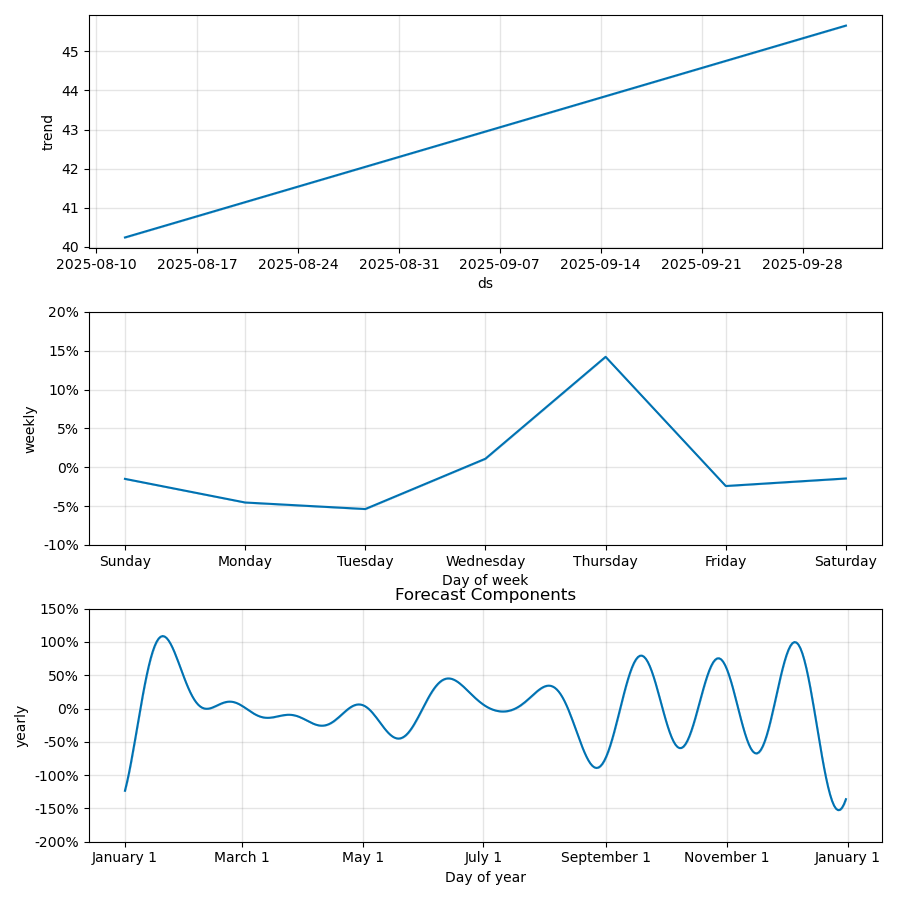 45
44
43
42
41
40
trend
2025-08-10 2025-08-17 2025-08-24 2025-08-31 2025-09-07 2025-09-14 2025-09-21 2025-09-28
ds
20%
15%
10%
5%
0%
-5%
-10%
weekly
Sunday Monday Tuesday Wednesday Thursday Friday Saturday
Day of week
Forecast Components
150%
100%
50%
0%
-50%
-100%
-150%
-200%
yearly
January 1 March 1 May 1 July 1 September 1 November 1 January 1
Day of year